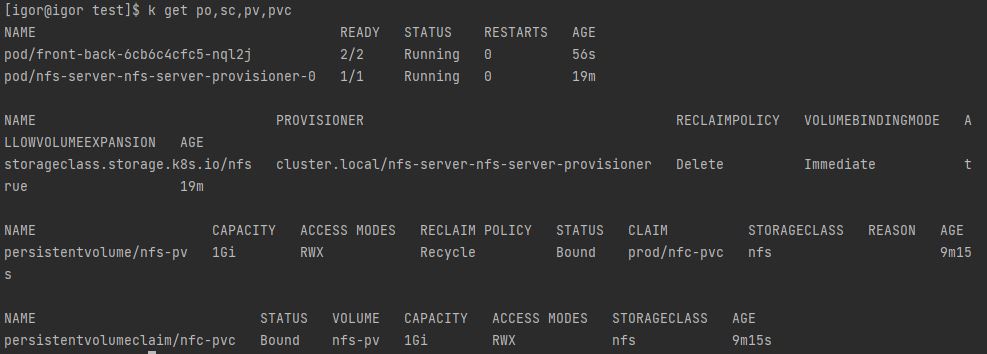 [igor@igor test]$ k get po,sc,pv,pvc
NAME                                      READY   STATUS    RESTARTS   AGE
pod/front-back-6cb6c4cfc5-nql2j           2/2     Running   0          56s
pod/nfs-server-nfs-server-provisioner-0   1/1     Running   0          19m
NAME                              PROVISIONER                                       RECLAIMPOLICY   VOLUMEBINDINGMODE   A
LLOWVOLUMEEXPANSION   AGE
storageclass.storage.k8s.io/nfs   cluster.local/nfs-server-nfs-server-provisioner   Delete          Immediate           t
rue                   19m
NAME                      CAPACITY   ACCESS MODES   RECLAIM POLICY   STATUS   CLAIM          STORAGECLASS   REASON   AGE
persistentvolume/nfs-pv   1Gi        RWX            Recycle          Bound    prod/nfc-pvc   nfs                     9m15
s
NAME                            STATUS   VOLUME   CAPACITY   ACCESS MODES   STORAGECLASS   AGE
persistentvolumeclaim/nfc-pvc   Bound    nfs-pv   1Gi        RWX            nfs            9m15s